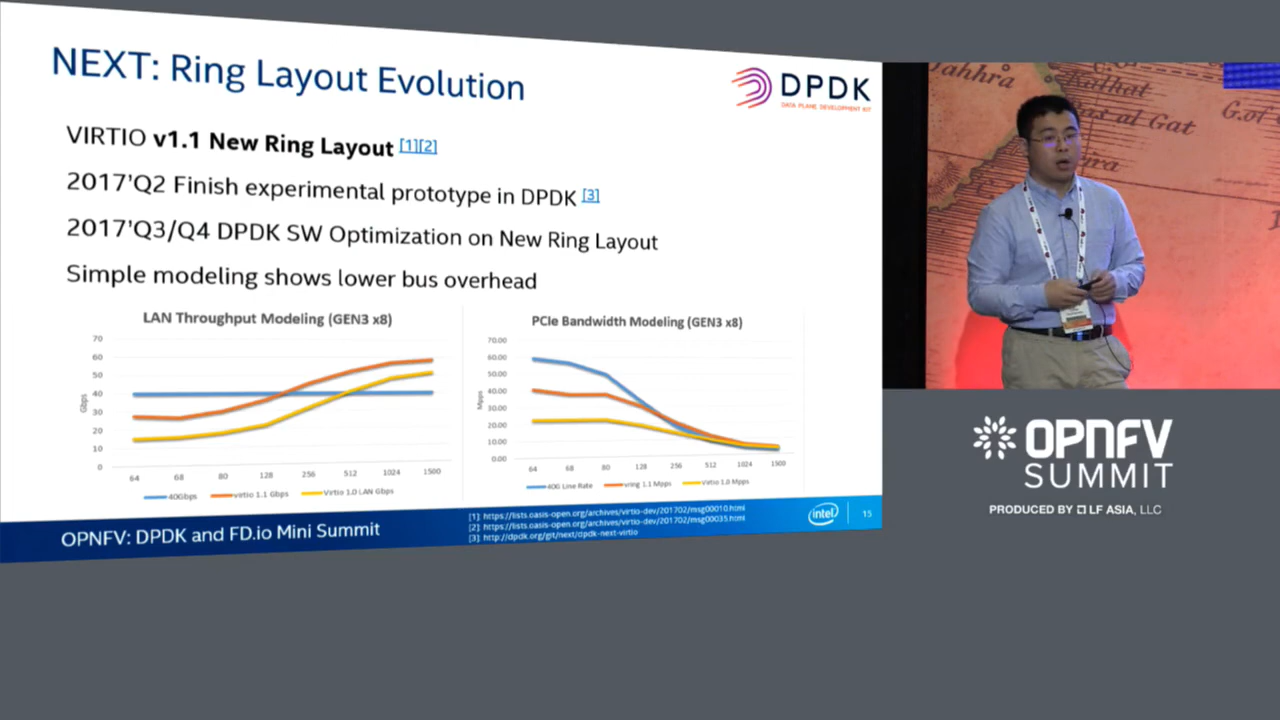 NEXT: Ring Layout Evolution
DPDK
DATA PLANE DEVELOPMENT KIT
VIRTIO v1.1 New Ring Layout [1][2]
2017'Q2 Finish experimental prototype in DPDK [3]
2017'Q3/Q4 DPDK SW Optimization on New Ring Layout
Simple modeling shows lower bus overhead
LAN Throughput Modeling (GEN3 x8)
70
60
50
40
30
20
10
0
Gbps
64 68 80 128 256 512 1024 1500
40Gbps virtio 1.1 Gbps Virtio 1.0 LAN Gbps
PCIe Bandwidth Modeling (GEN3 x8)
70.00
60.00
50.00
40.00
30.00
20.00
10.00
0.00
Mpps
64 68 80 128 256 512 1024 1500
40G Line Rate vring 1.1 Mpps Virtio 1.0 Mpps
OPNFV: DPDK and FD.io Mini Summit
[1]: https://lists.oasis-open.org/archives/virtio-dev/201702/msg00010.html
[2]: https://lists.oasis-open.org/archives/virtio-dev/201702/msg00035.html
[3]: http://dpdk.org/git/next/dpdk-next-virtio
intel
15
Kalhat
Ras al Gat
G.of
OPNFV
SUMMIT
PRODUCED BY LF ASIA, LLC